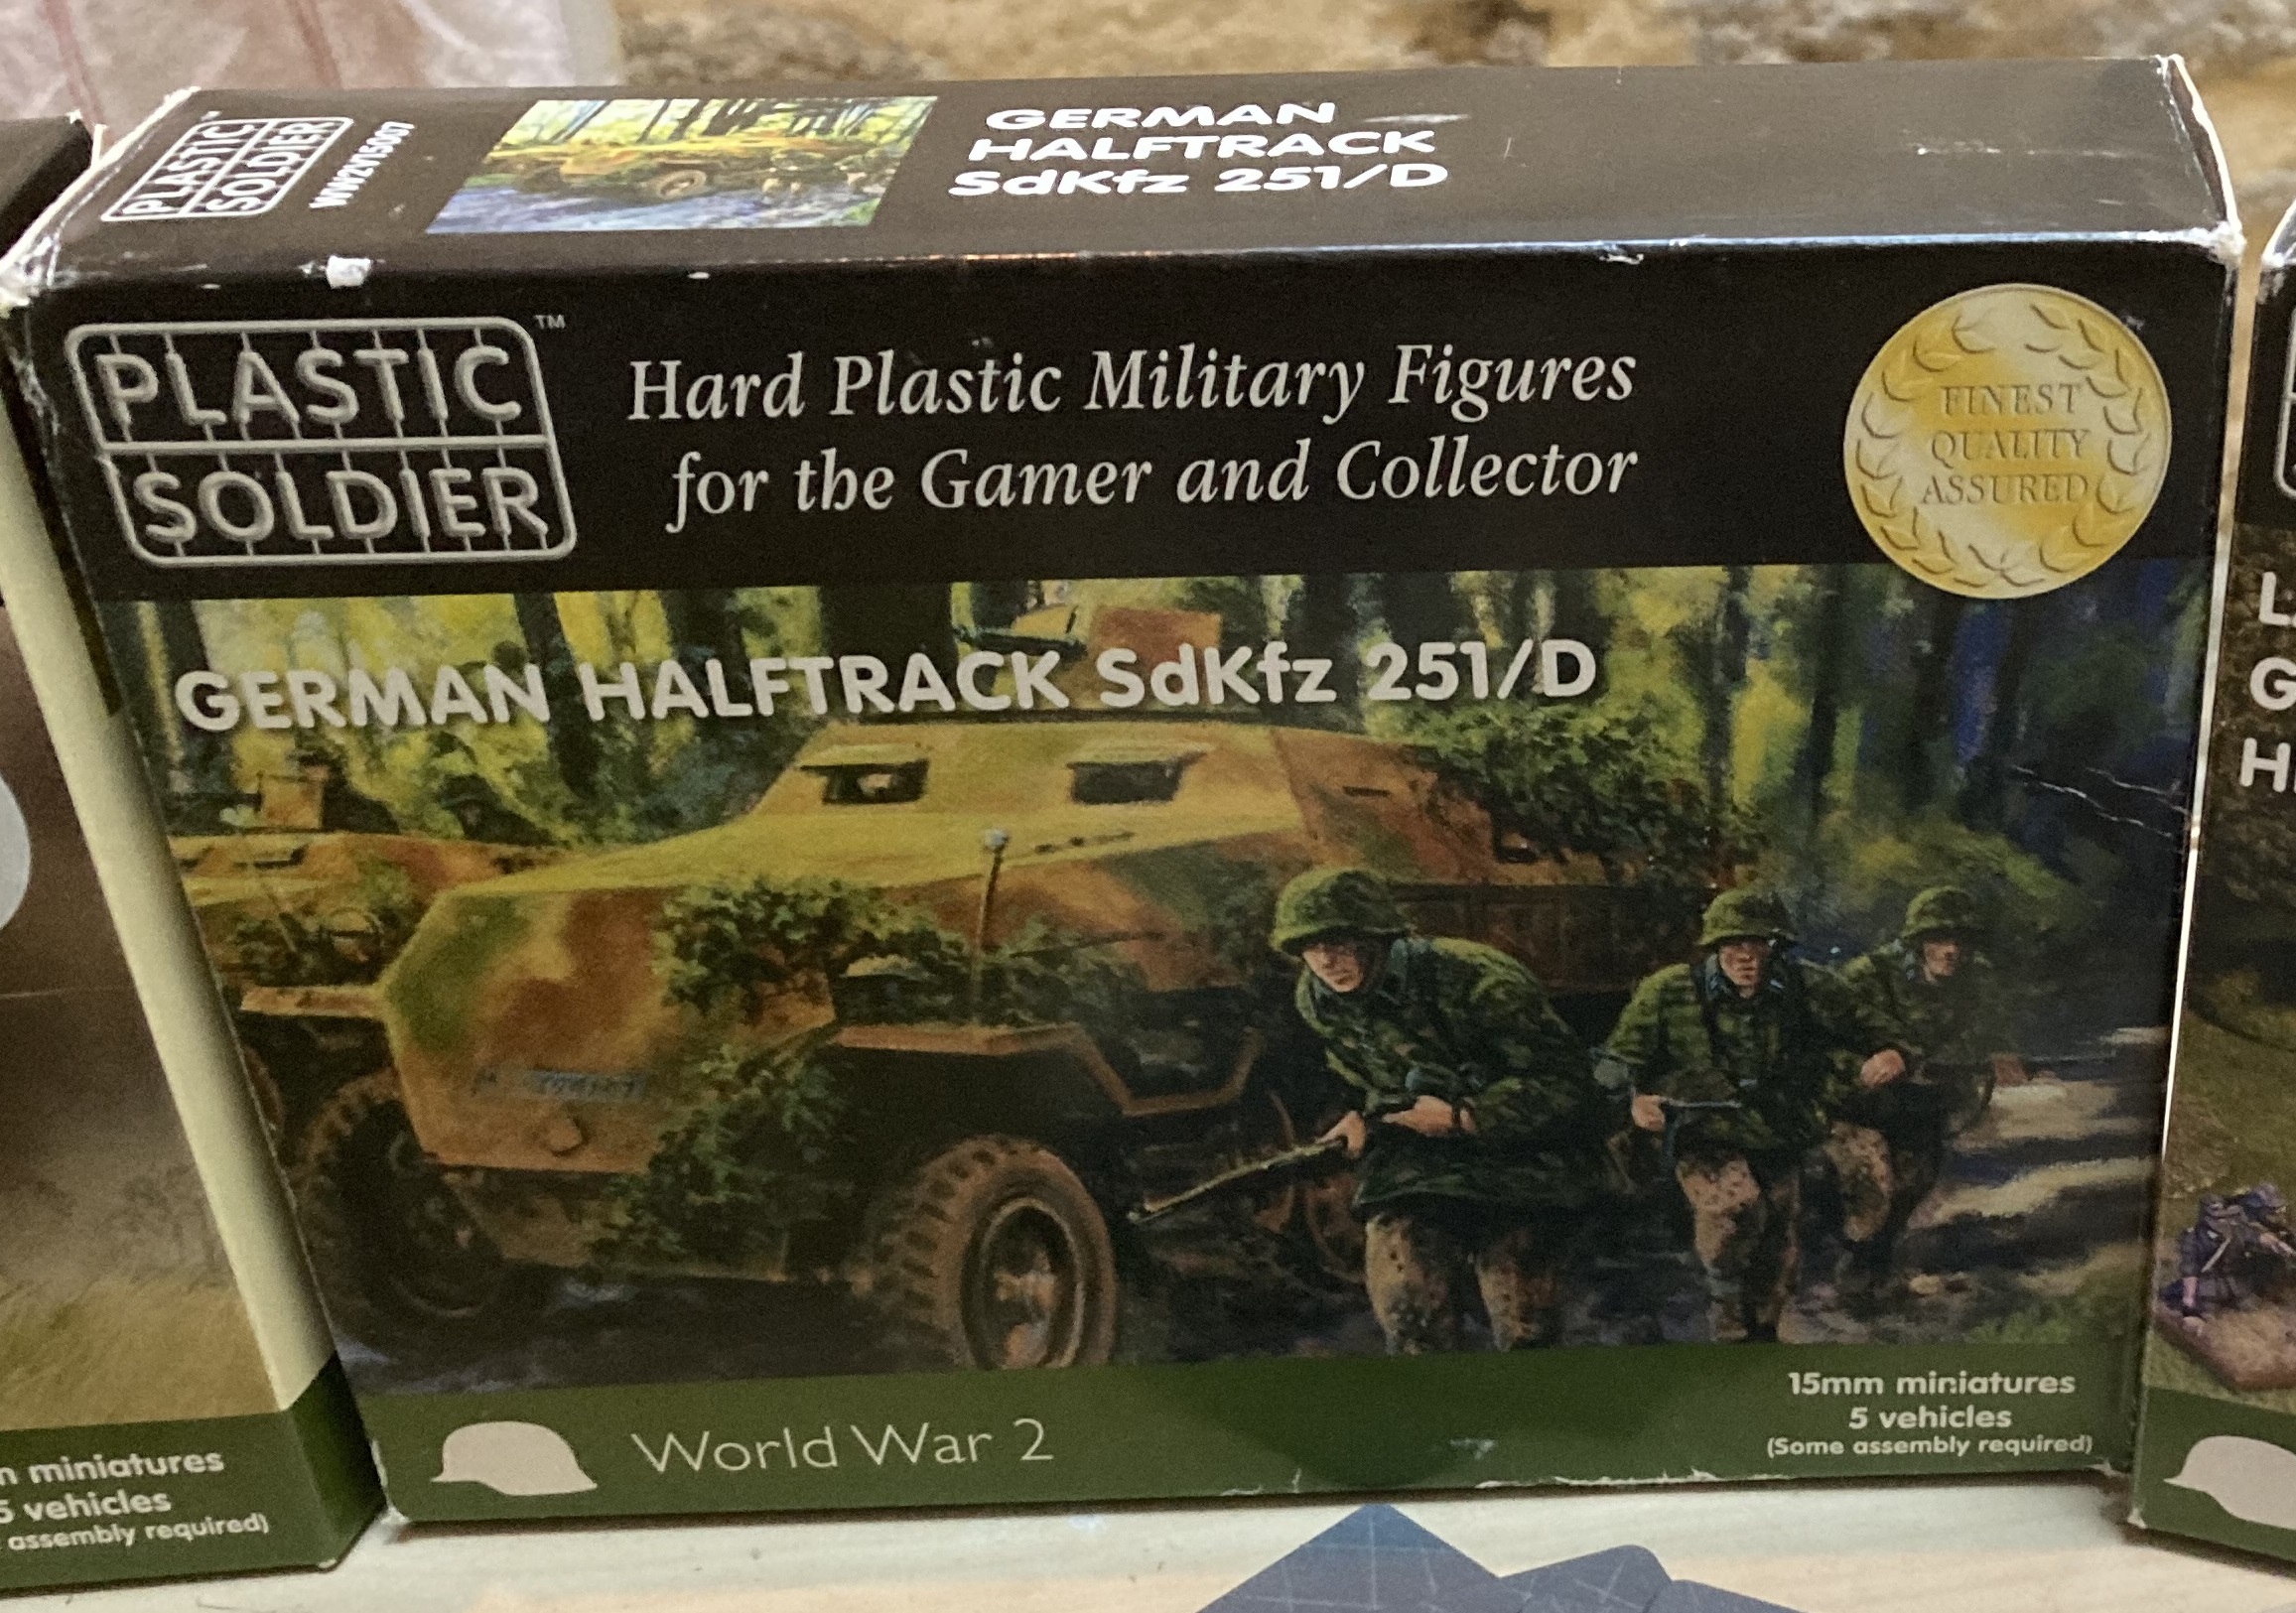 PLASTIC
SOLDIER
WW2V15007
GERMAN
HALFTRACK
SdKfz 251/D
PLASTIC
SOLDIER
TM
Hard Plastic Military Figures
for the Gamer and Collector
FINEST
QUALITY
ASSURED
GERMAN HALFTRACK SdKfz 251/D
World War 2
15mm miniatures
5 vehicles
(Some assembly required)
miniatures
5 vehicles
assembly required)
L
G
H